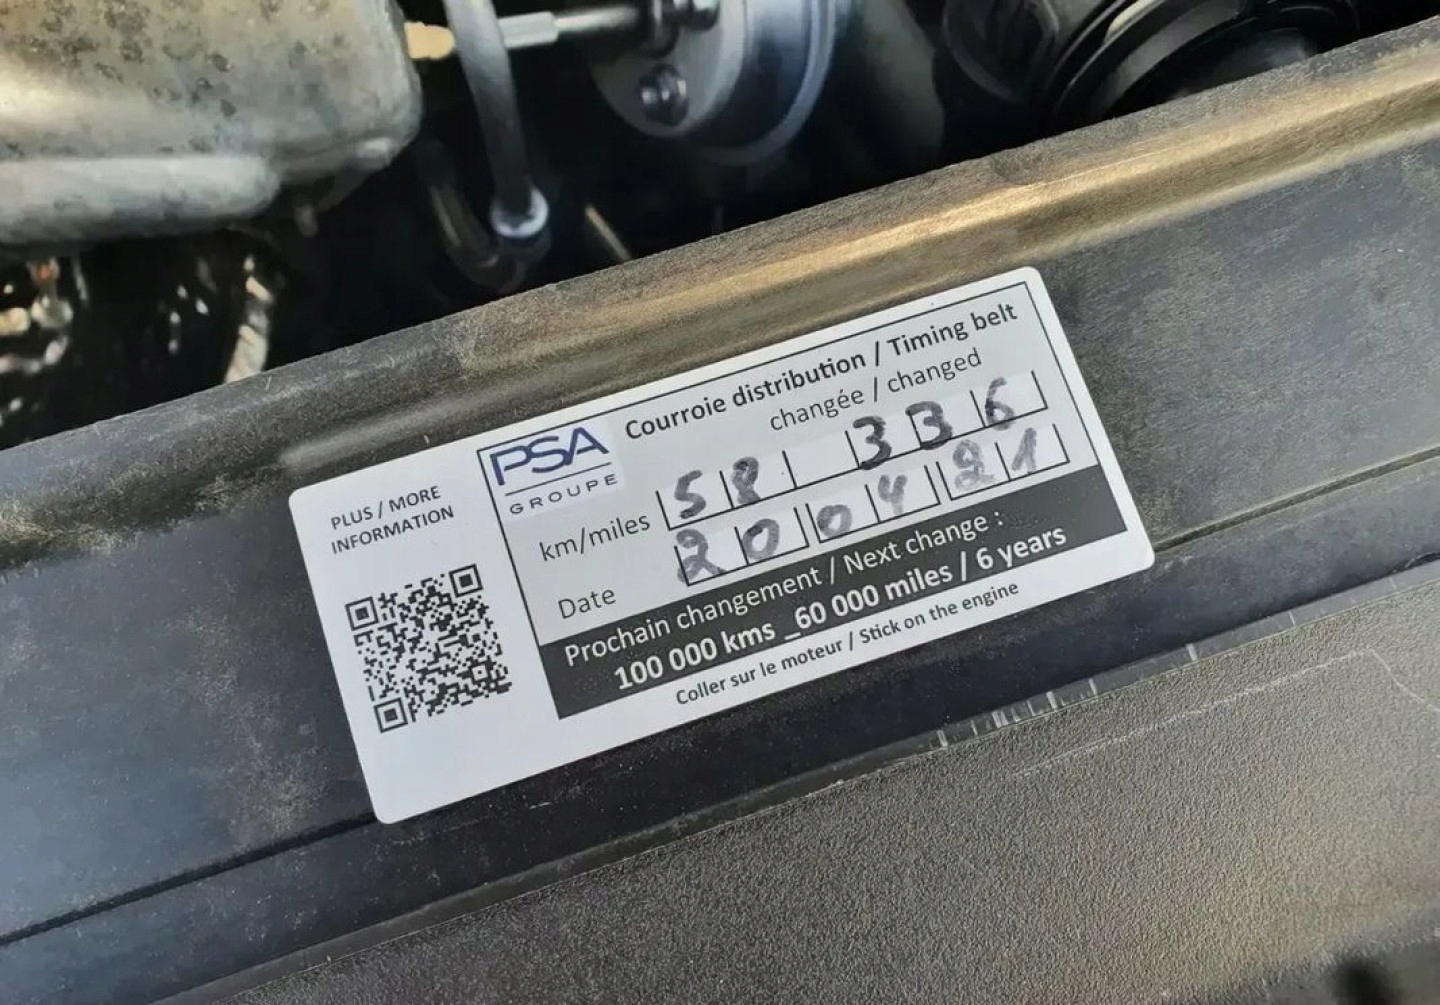 PLUS / MORE
INFORMATION
PSA
GROUPE
Courroie distribution / Timing belt
changée / changed
km/miles 58 336
Date 20 04 21
Prochain changement / Next change :
100 000 kms _60 000 miles / 6 years
Coller sur le moteur / Stick on the engine